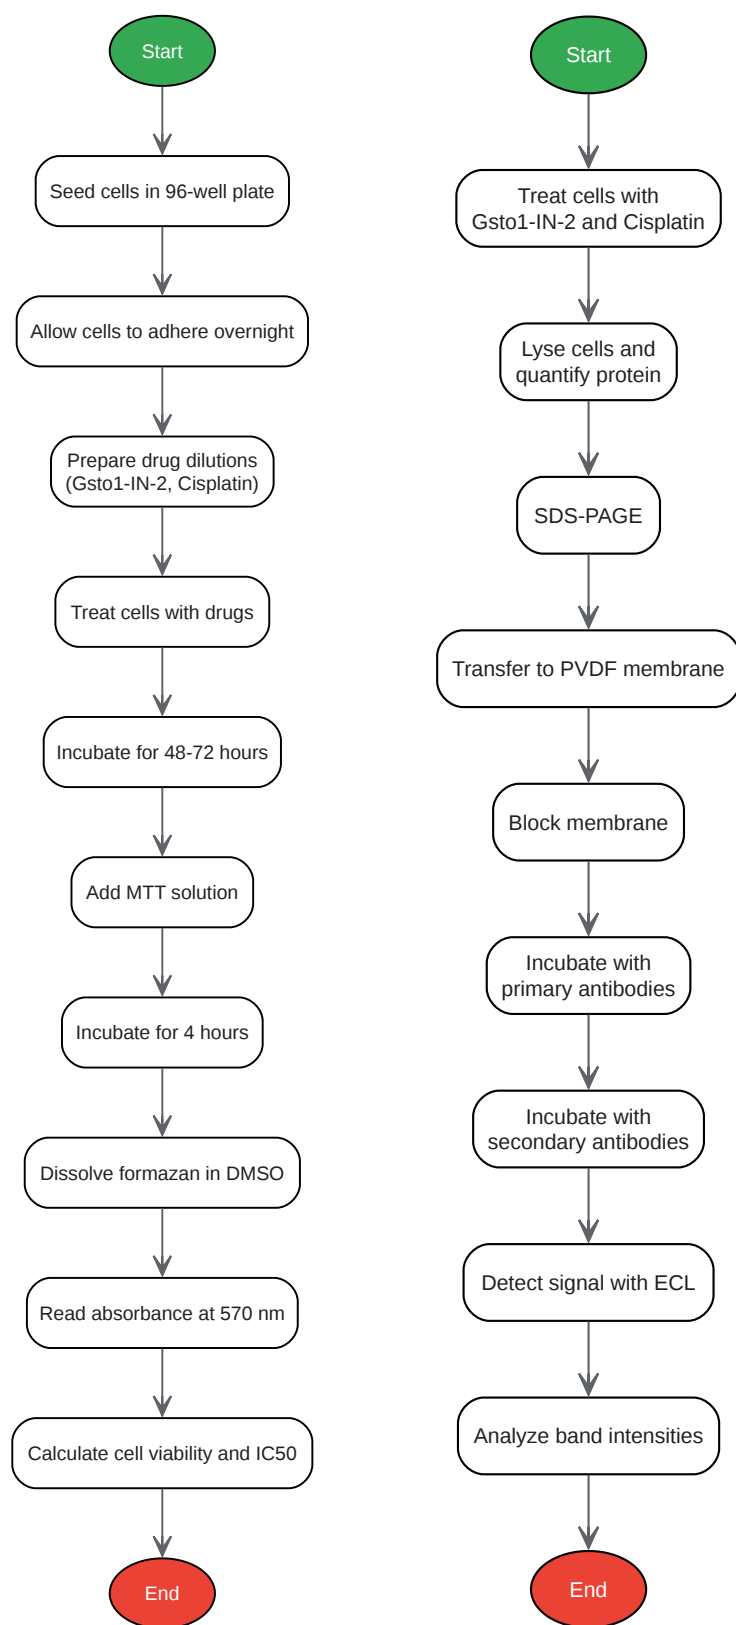 Start
Seed cells in 96-well plate
Allow cells to adhere overnight
Prepare drug dilutions
(Gsto1-IN-2, Cisplatin)
Treat cells with drugs
Incubate for 48-72 hours
Add MTT solution
Incubate for 4 hours
Dissolve formazan in DMSO
Read absorbance at 570 nm
Calculate cell viability and IC50
End
Start
Treat cells with
Gsto1-IN-2 and Cisplatin
Lyse cells and
quantify protein
SDS-PAGE
Transfer to PVDF membrane
Block membrane
Incubate with
primary antibodies
Incubate with
secondary antibodies
Detect signal with ECL
Analyze band intensities
End